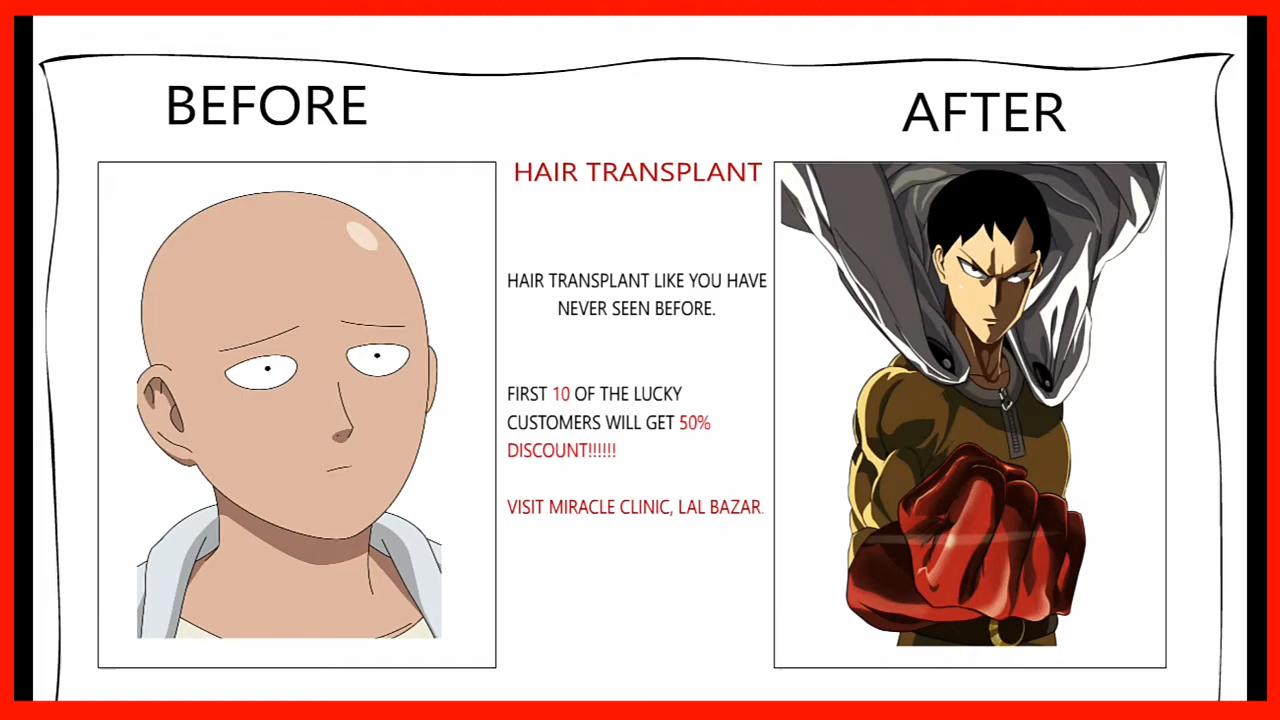 BEFORE
AFTER
HAIR TRANSPLANT
HAIR TRANSPLANT LIKE YOU HAVE
NEVER SEEN BEFORE.
FIRST 10 OF THE LUCKY
CUSTOMERS WILL GET 50%
DISCOUNT!!!!!!
VISIT MIRACLE CLINIC, LAL BAZAR.